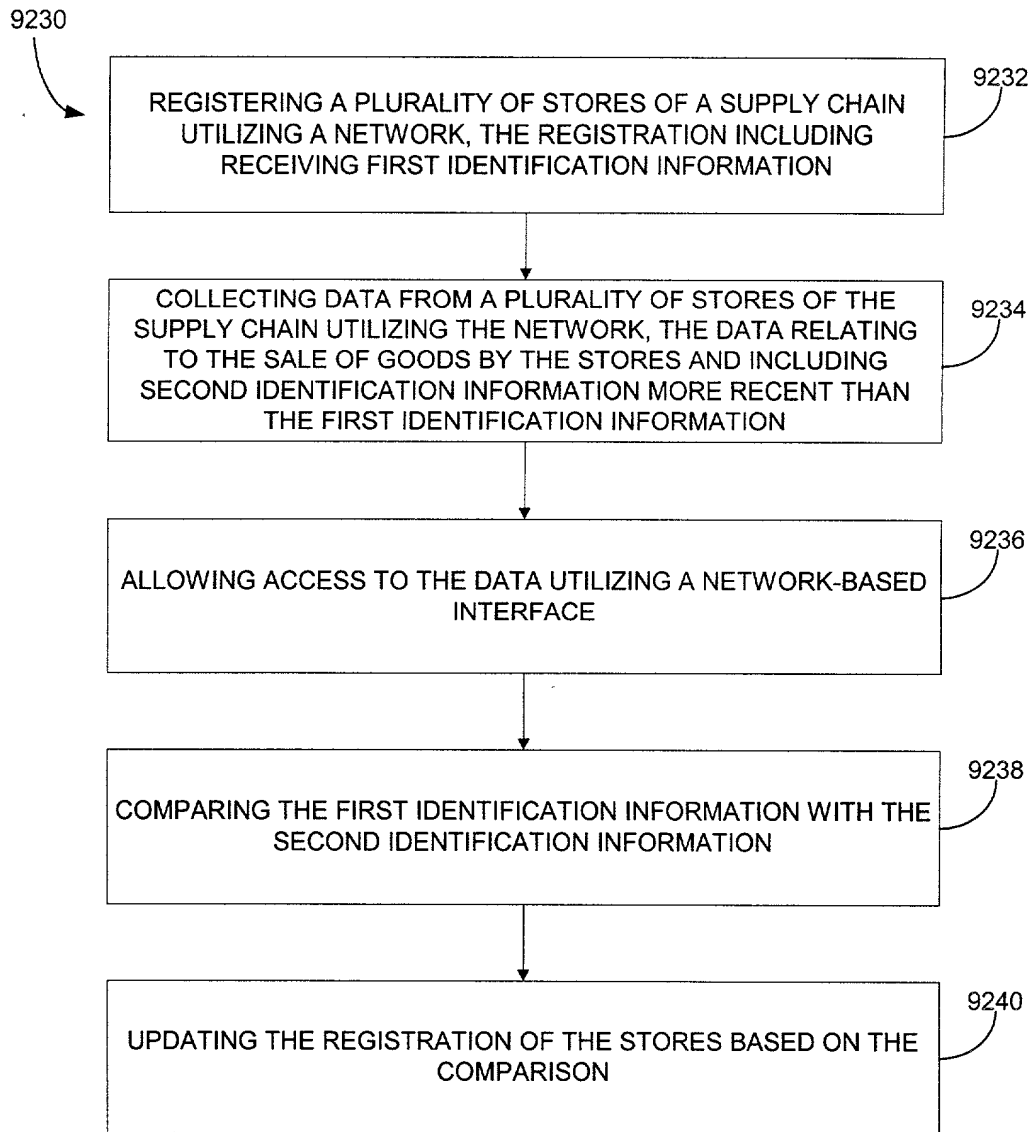 9230
9232
REGISTERING A PLURALITY OF STORES OF A SUPPLY CHAIN
UTILIZING A NETWORK, THE REGISTRATION INCLUDING
RECEIVING FIRST IDENTIFICATION INFORMATION
9234
COLLECTING DATA FROM A PLURALITY OF STORES OF THE
SUPPLY CHAIN UTILIZING THE NETWORK, THE DATA RELATING
TO THE SALE OF GOODS BY THE STORES AND INCLUDING
SECOND IDENTIFICATION INFORMATION MORE RECENT THAN
THE FIRST IDENTIFICATION INFORMATION
9236
ALLOWING ACCESS TO THE DATA UTILIZING A NETWORK-BASED
INTERFACE
9238
COMPARING THE FIRST IDENTIFICATION INFORMATION WITH THE
SECOND IDENTIFICATION INFORMATION
9240
UPDATING THE REGISTRATION OF THE STORES BASED ON THE
COMPARISON